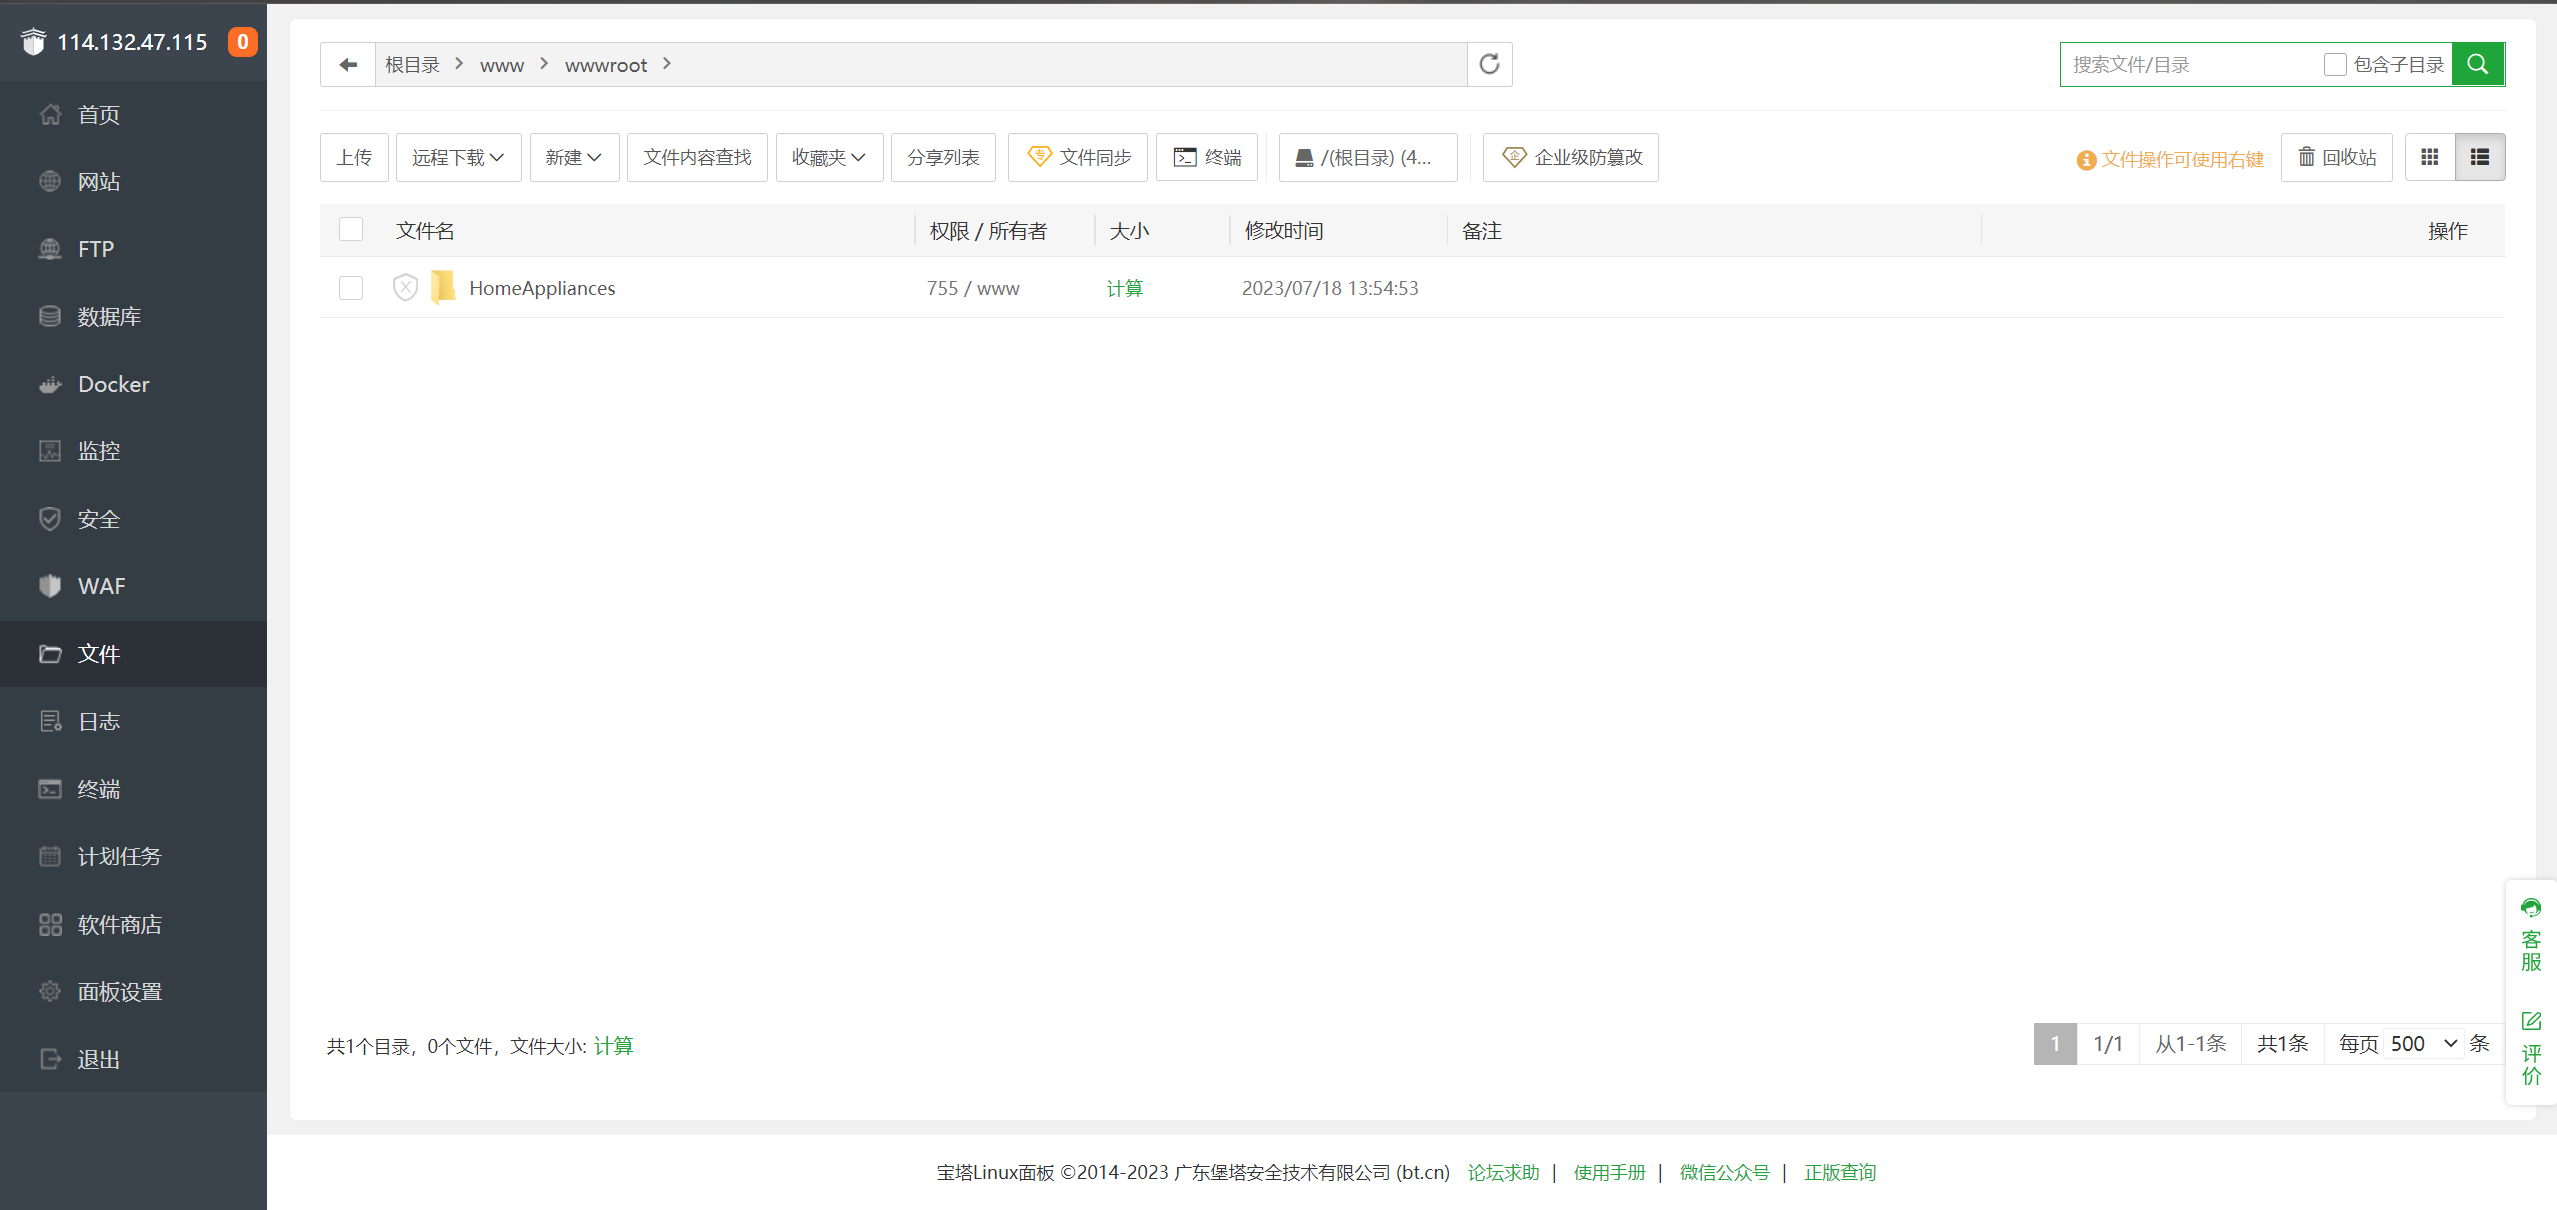 114.132.47.115 0
首页
网站
FTP
数据库
Docker
监控
安全
WAF
文件
日志
终端
计划任务
软件商店
面板设置
退出
根目录 www wwwroot
搜索文件/目录 包含子目录
上传 远程下载 新建 文件内容查找 收藏夹 分享列表 专 文件同步 终端 /(根目录) (4... 企 企业级防篡改 文件操作可使用右键 回收站
文件名 权限 / 所有者 大小 修改时间 备注 操作
HomeAppliances 755 / www 计算 2023/07/18 13:54:53
共1个目录，0个文件，文件大小: 计算
1 1/1 从1-1条 共1条 每页 500 条
客服
评价
宝塔Linux面板 ©2014-2023 广东堡塔安全技术有限公司 (bt.cn) 论坛求助 | 使用手册 | 微信公众号 | 正版查询